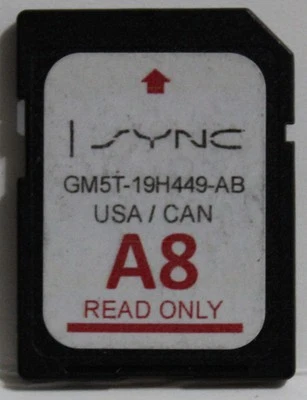 SYNC
GM5T-19H449-AB
USA / CAN
A8
READ ONLY